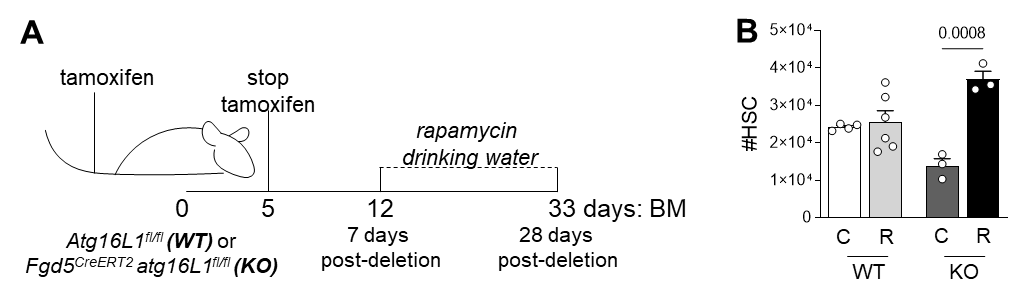 A
tamoxifen
stop
tamoxifen
rapamycin
drinking water
0 5 12 33 days: BM
7 days
post-deletion
28 days
post-deletion
Atg16L1fl/fl (WT) or
Fgd5CreERT2 atg16L1fl/fl (KO)
B
#HSC
5×10⁴
4×10⁴
3×10⁴
2×10⁴
1×10⁴
0
0.0008
C R C R
WT KO